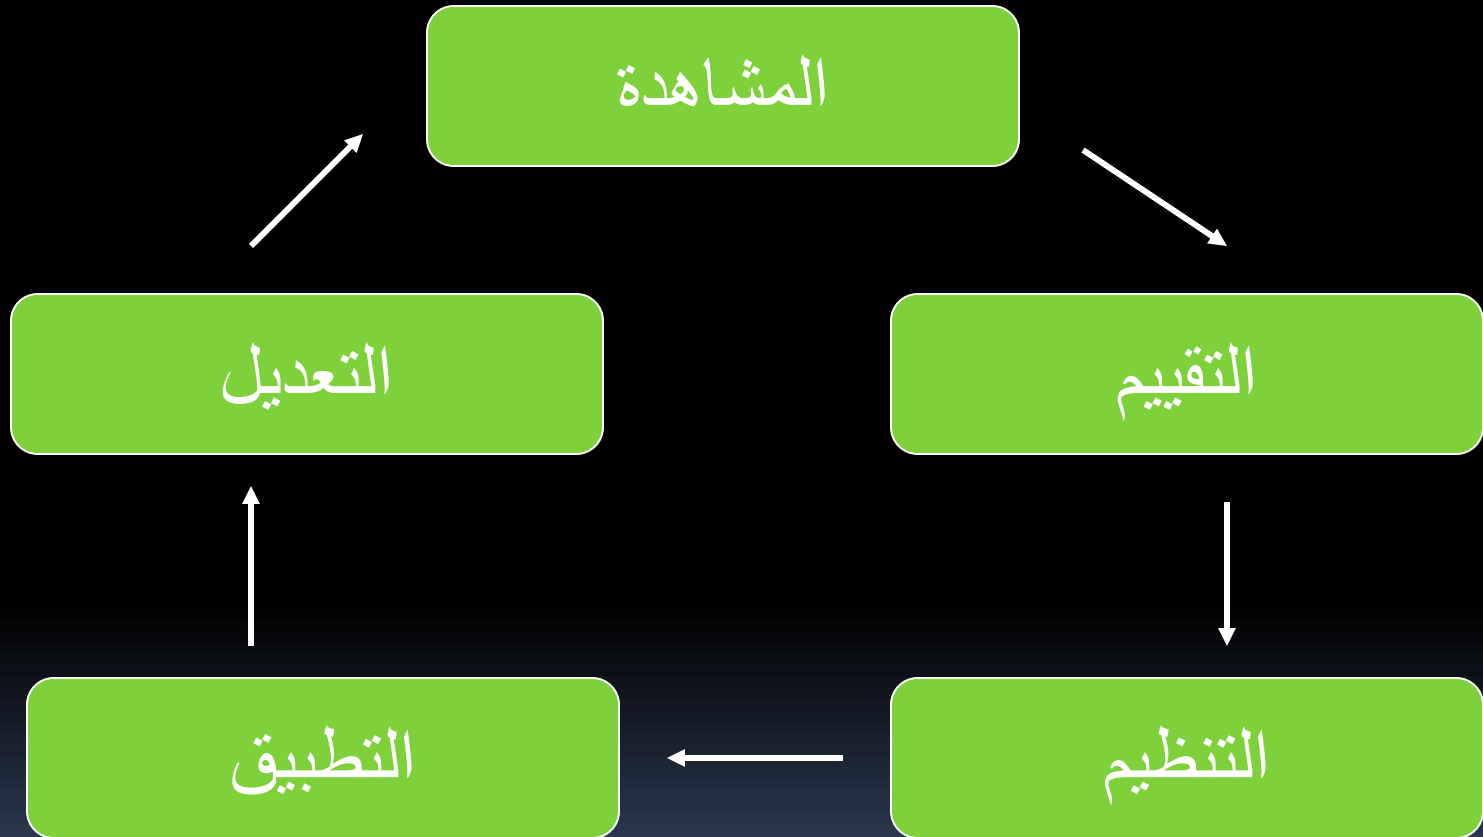 المشاهدة
التقييم
التنظيم
التطبيق
التعديل